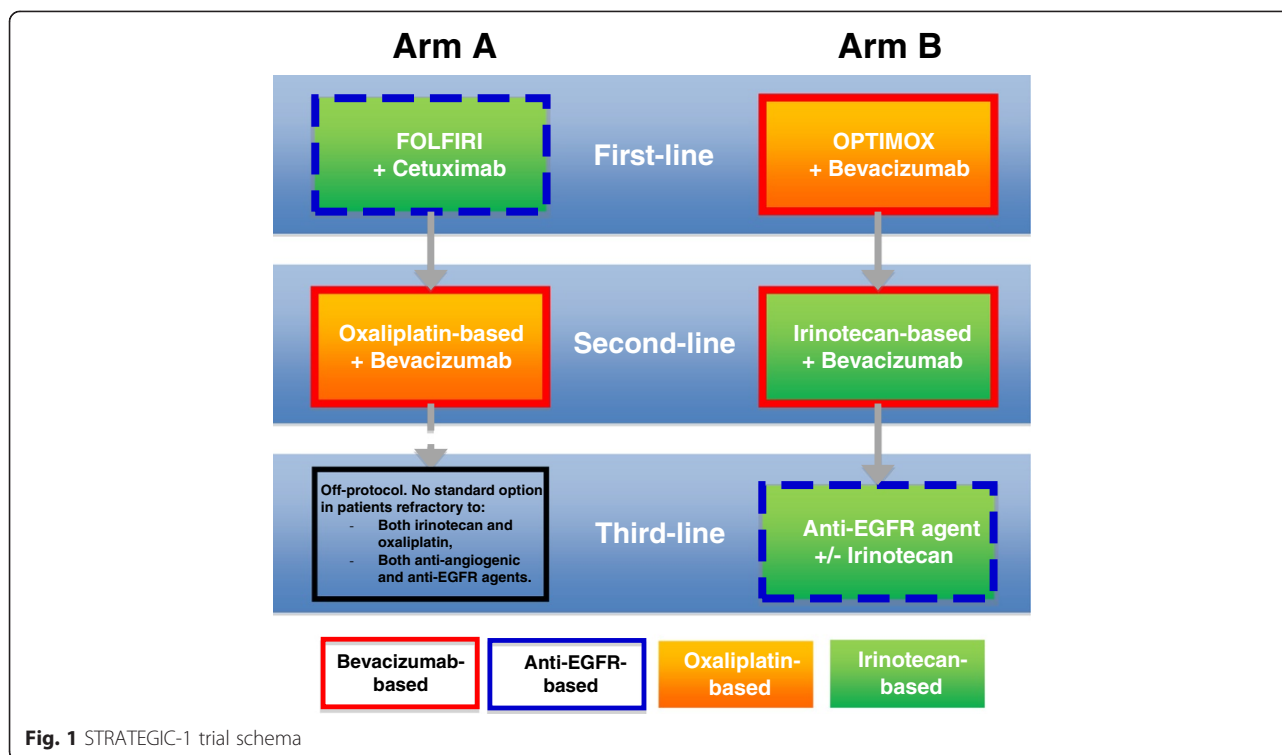 Arm A
Arm B
FOLFIRI
+ Cetuximab
First-line
OPTIMOX
+ Bevacizumab
Oxaliplatin-based
+ Bevacizumab
Second-line
Irinotecan-based
+ Bevacizumab
Off-protocol. No standard option
in patients refractory to:
- Both irinotecan and
oxaliplatin,
- Both anti-angiogenic
and anti-EGFR agents.
Third-line
Anti-EGFR agent
+/- Irinotecan
Bevacizumab-
based
Anti-EGFR-
based
Oxaliplatin-
based
Irinotecan-
based
Fig. 1 STRATEGIC-1 trial schema